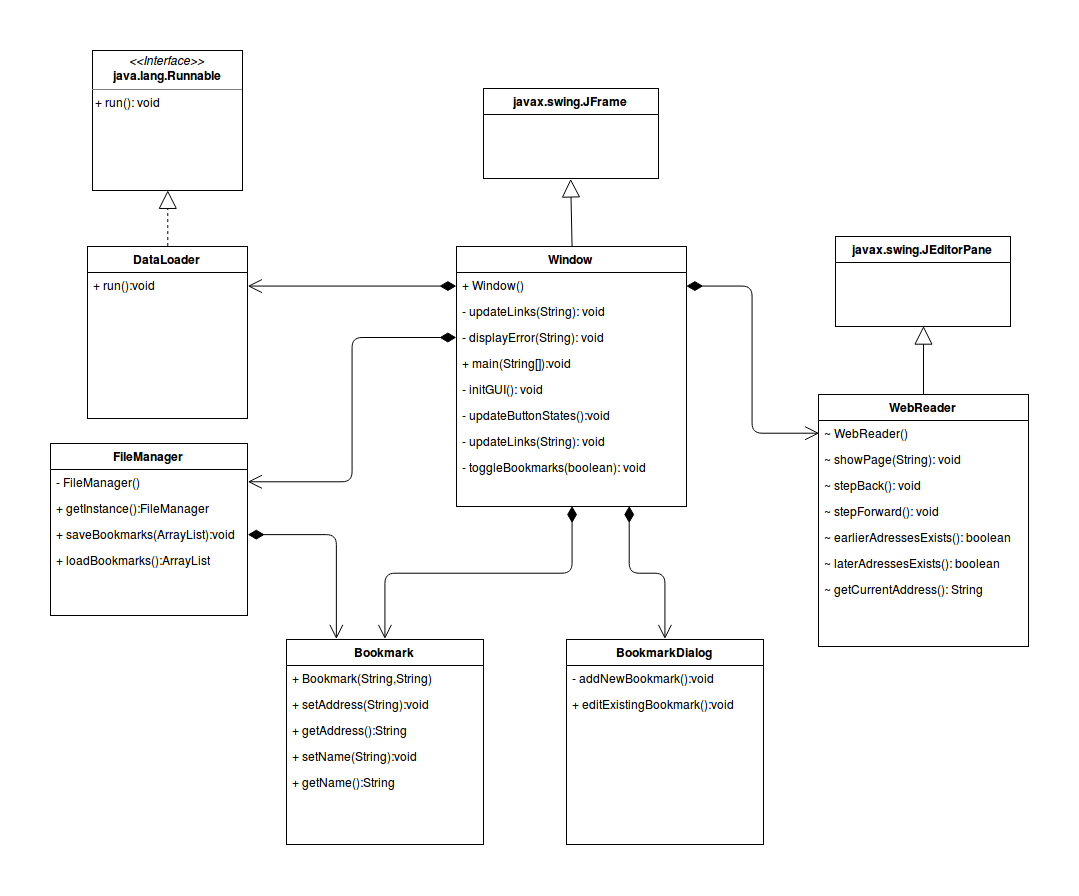 <<Interface>>
java.lang.Runnable
+ run(): void
javax.swing.JFrame
javax.swing.JEditorPane
DataLoader
+ run():void
Window
+ Window()
- updateLinks(String): void
- displayError(String): void
+ main(String[]):void
- initGUI(): void
- updateButtonStates():void
- updateLinks(String): void
- toggleBookmarks(boolean): void
WebReader
~ WebReader()
~ showPage(String): void
~ stepBack(): void
~ stepForward(): void
~ earlierAdressesExists(): boolean
~ laterAdressesExists(): boolean
~ getCurrentAddress(): String
FileManager
- FileManager()
+ getInstance():FileManager
+ saveBookmarks(ArrayList):void
+ loadBookmarks():ArrayList
Bookmark
+ Bookmark(String,String)
+ setAddress(String):void
+ getAddress():String
+ setName(String):void
+ getName():String
BookmarkDialog
- addNewBookmark():void
+ editExistingBookmark():void